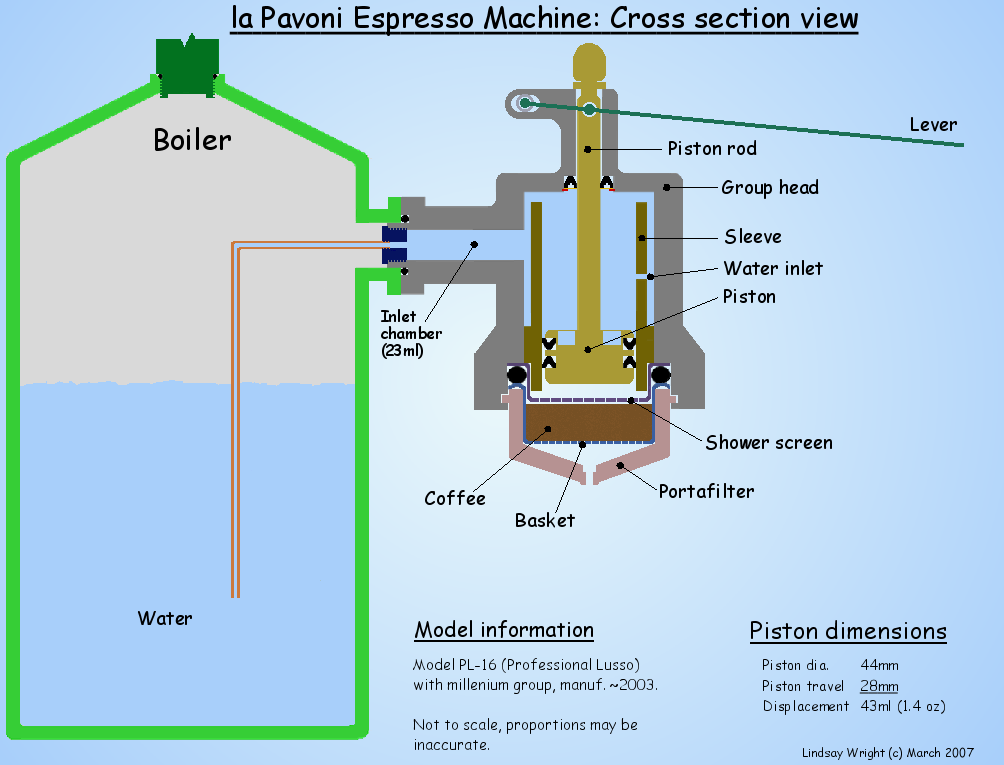 la Pavoni Espresso Machine: Cross section view
Boiler
Lever
Piston rod
Group head
Sleeve
Water inlet
Piston
Inlet
chamber
(23ml)
Shower screen
Portafilter
Coffee
Basket
Water
Model information
Model PL-16 (Professional Lusso)
with millenium group, manuf. ~2003.
Not to scale, proportions may be
inaccurate.
Piston dimensions
Piston dia. 44mm
Piston travel 28mm
Displacement 43ml (1.4 oz)
Lindsay Wright (c) March 2007